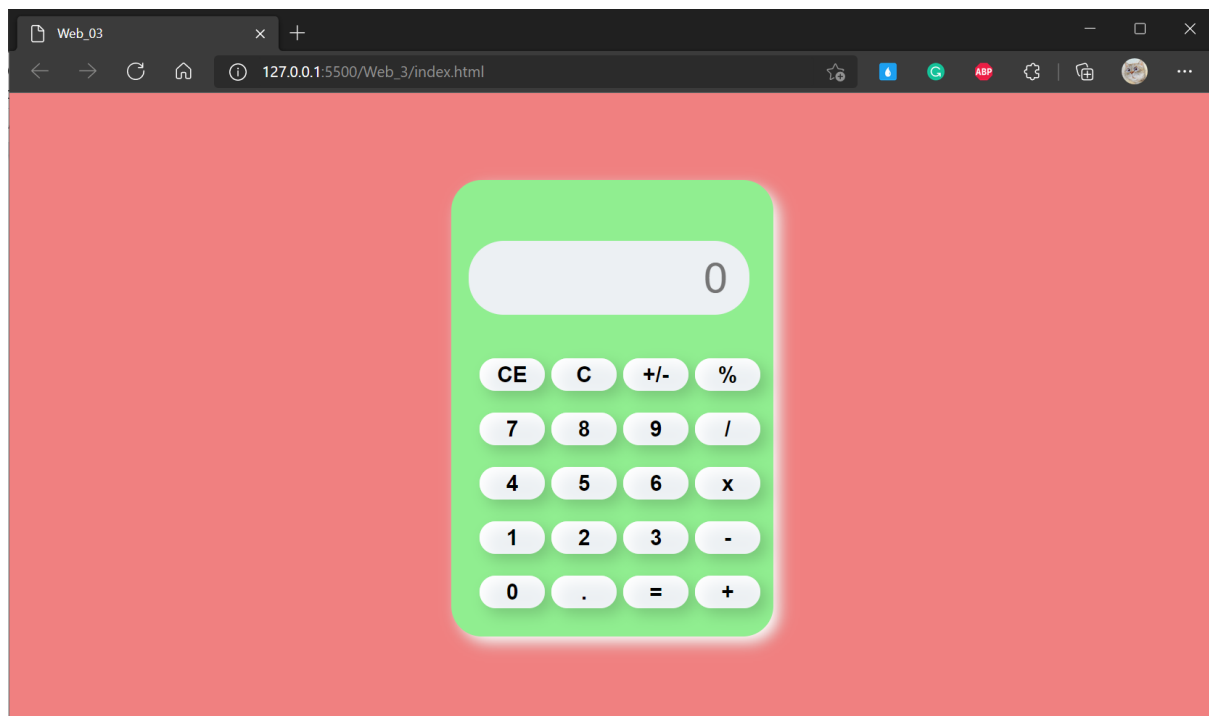 Web_03
127.0.0.1:5500/Web_3/index.html
ABP
0
CE C +/- %
7 8 9 /
4 5 6 x
1 2 3 -
0 . = +